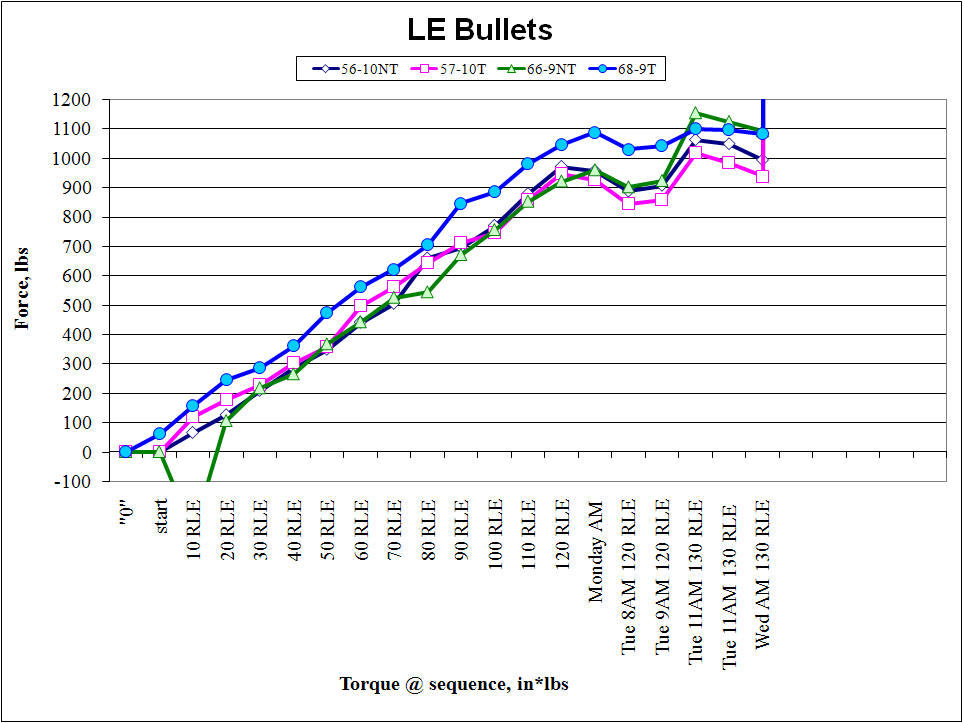 LE Bullets
56-10NT 57-10T 66-9NT 68-9T
1200
1100
1000
900
800
700
600
500
400
300
200
100
0
-100
Force, lbs
"0"
start
10 RLE
20 RLE
30 RLE
40 RLE
50 RLE
60 RLE
70 RLE
80 RLE
90 RLE
100 RLE
110 RLE
120 RLE
Monday AM
Tue 8AM 120 RLE
Tue 9AM 120 RLE
Tue 11AM 130 RLE
Tue 11AM 130 RLE
Wed AM 130 RLE
Torque @ sequence, in*lbs